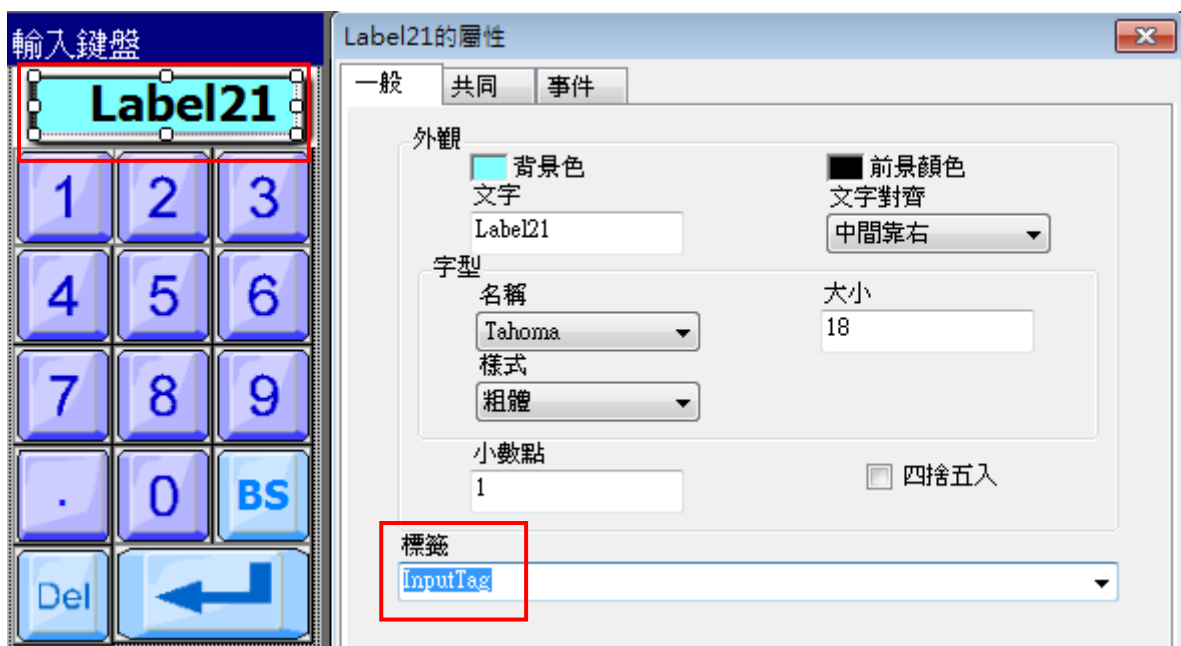 輸入鍵盤
Label21
1 2 3
4 5 6
7 8 9
. 0 BS
Del
Label21的屬性
一般 共同 事件
外觀
背景色 前景顏色
文字 文字對齊
Label21 中間靠右
字型
名稱 大小
Tahoma 18
樣式
粗體
小數點
1 四捨五入
標籤
InputTag